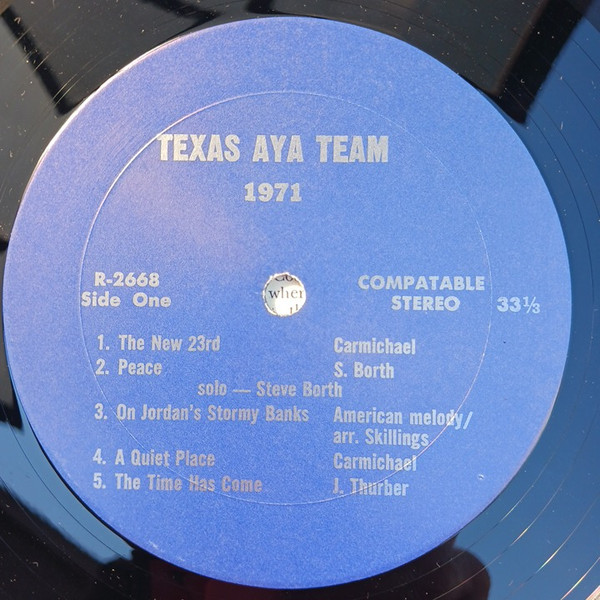 TEXAS AYA TEAM
1971
R-2668
Side One
COMPATABLE
STEREO
33⅓
1. The New 23rd Carmichael
2. Peace S. Borth
solo — Steve Borth
3. On Jordan's Stormy Banks American melody/
arr. Skillings
4. A Quiet Place Carmichael
5. The Time Has Come J. Thurber